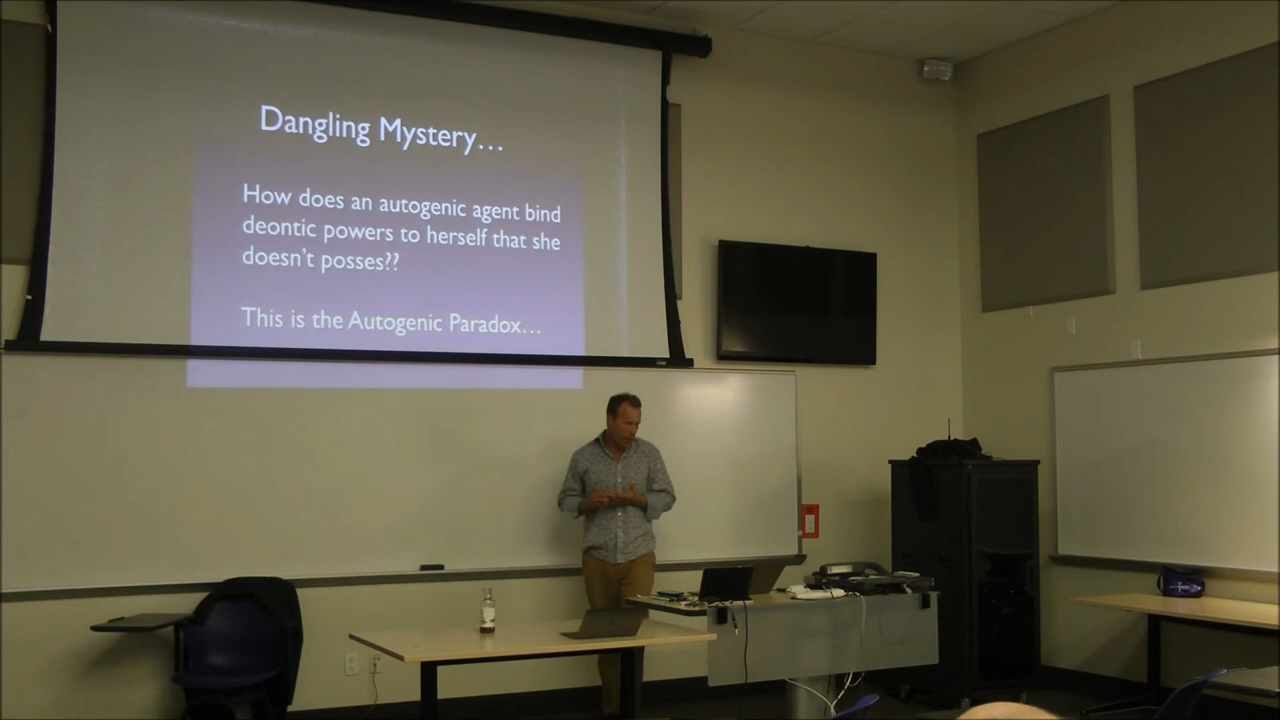 Dangling Mystery...
How does an autogenic agent bind
deontic powers to herself that she
doesn't posses??
This is the Autogenic Paradox...